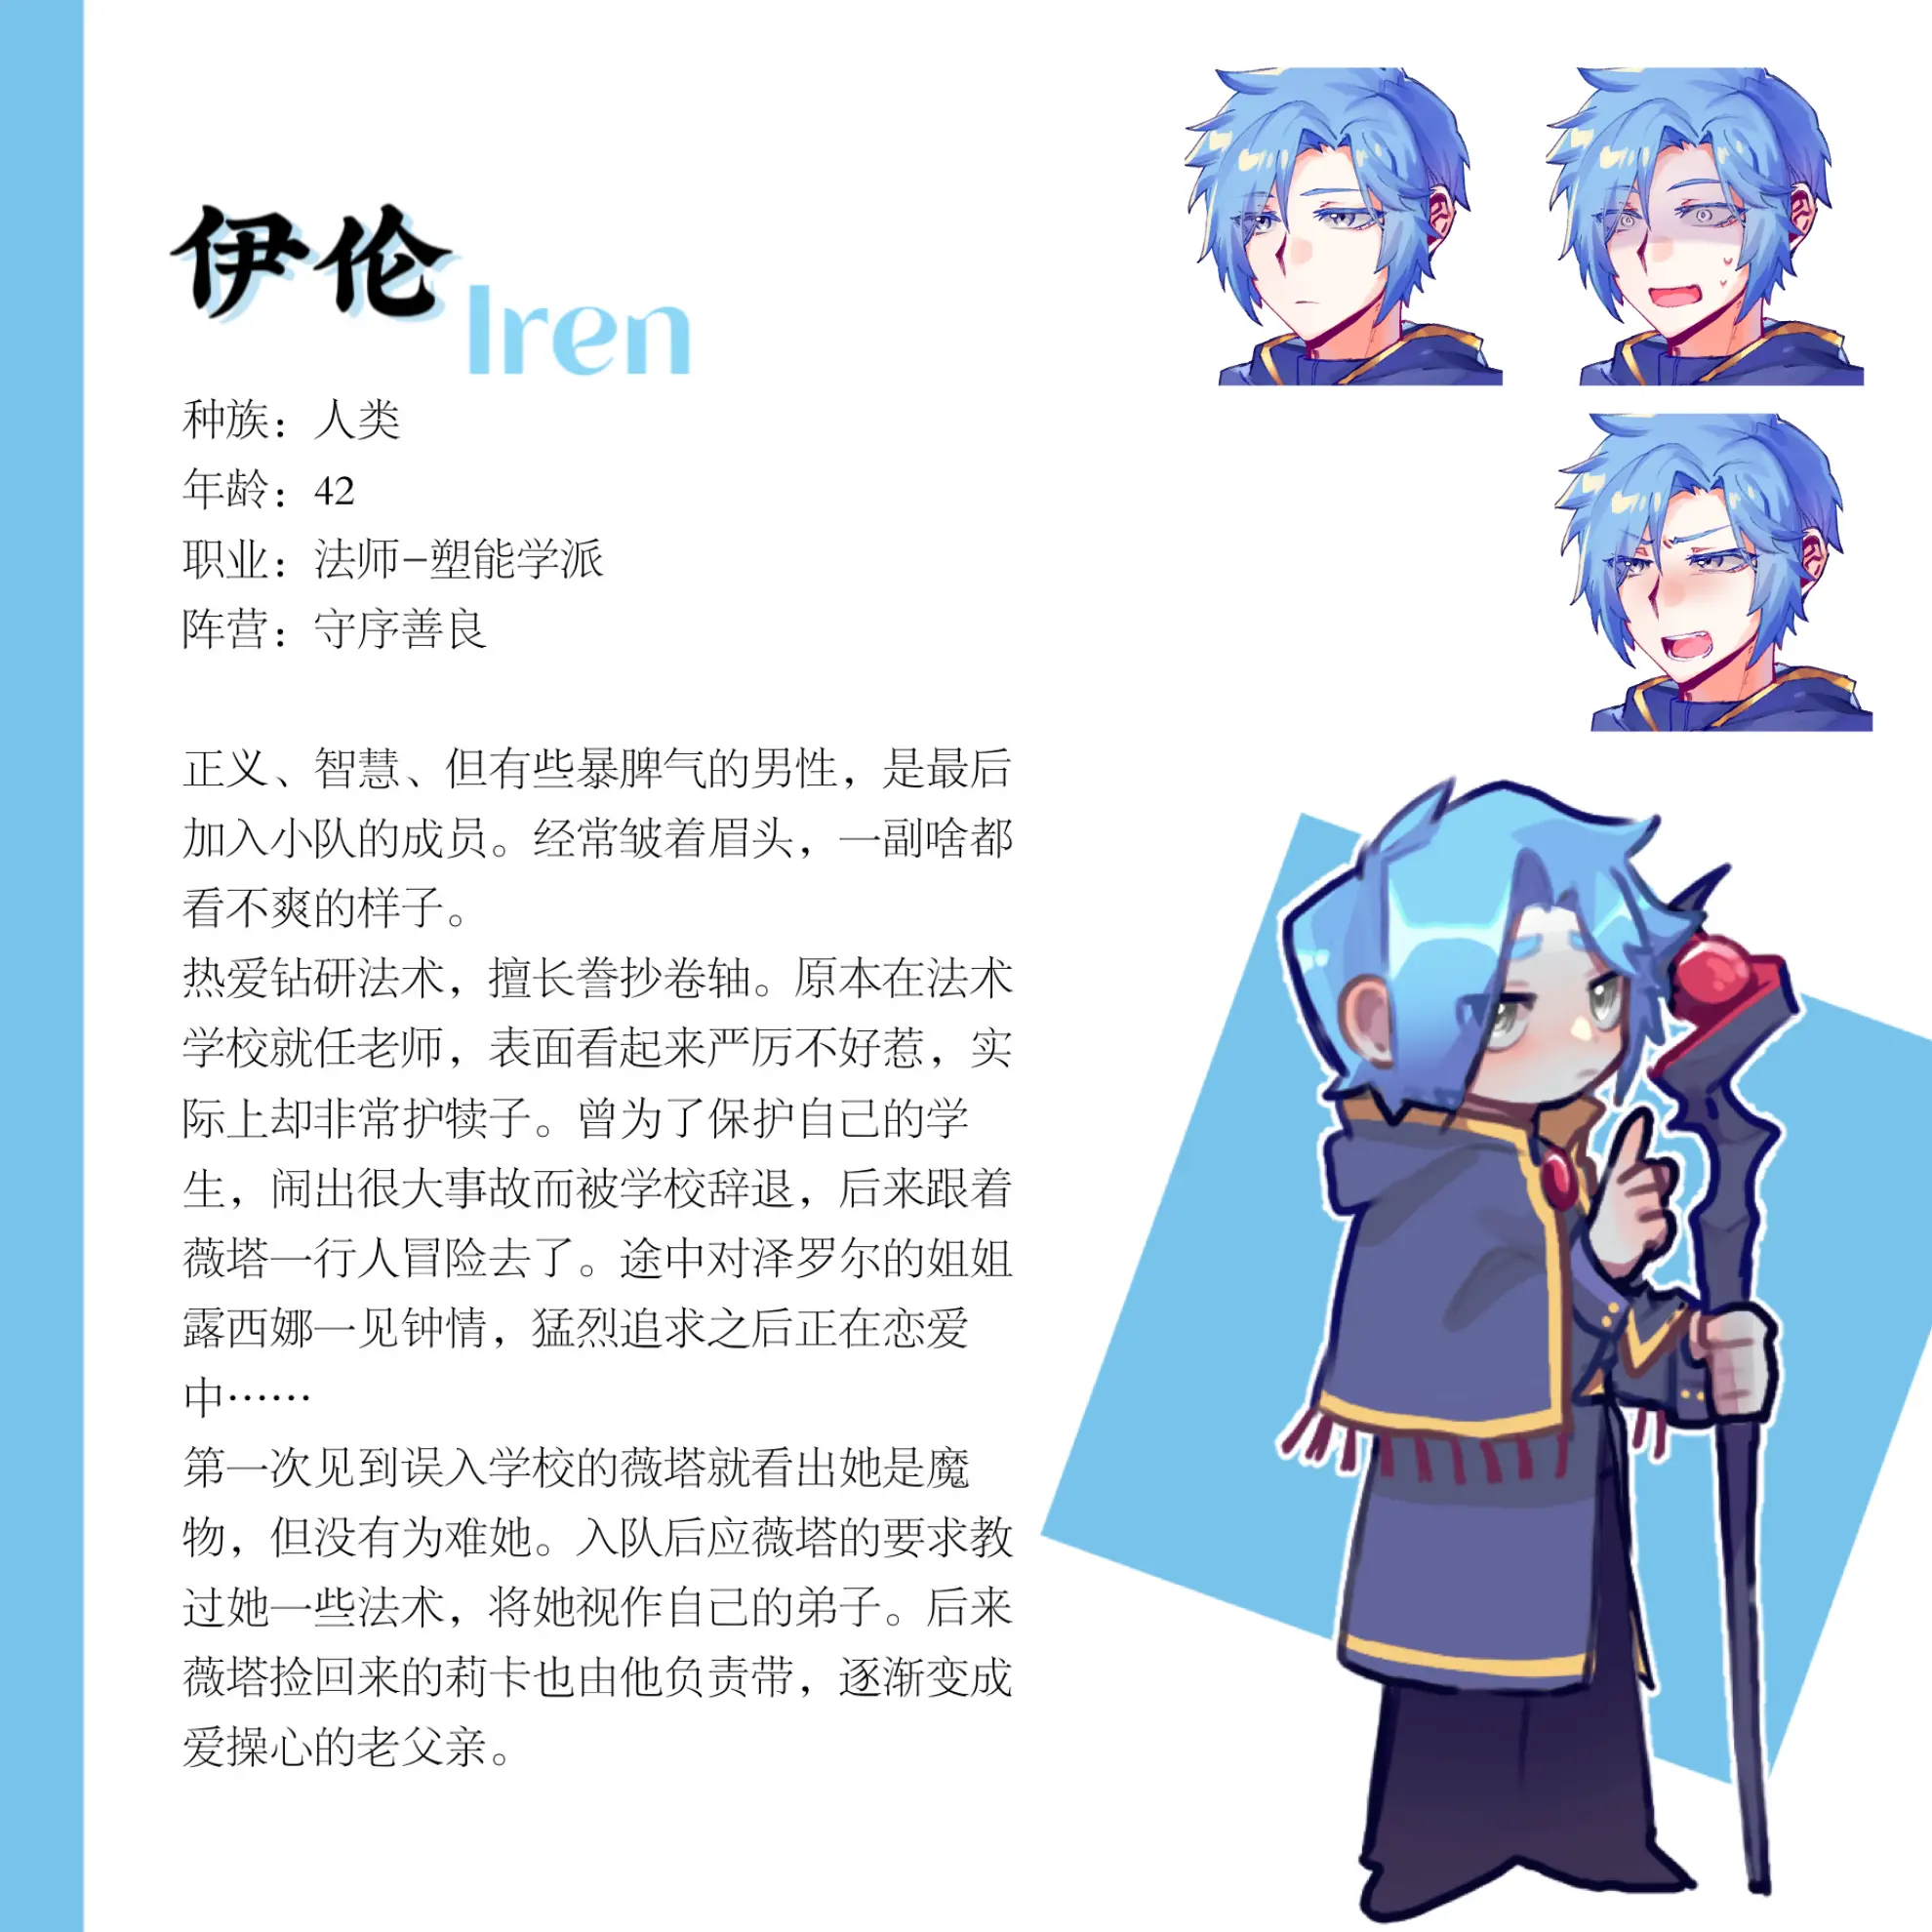 伊伦
Iren
种族：人类
年龄：42
职业：法师-塑能学派
阵营：守序善良
正义、智慧、但有些暴脾气的男性，是最后
加入小队的成员。经常皱着眉头，一副啥都
看不爽的样子。
热爱钻研法术，擅长誊抄卷轴。原本在法术
学校就任老师，表面看起来严厉不好惹，实
际上却非常护犊子。曾为了保护自己的学
生，闹出很大事故而被学校辞退，后来跟着
薇塔一行人冒险去了。途中对泽罗尔的姐姐
露西娜一见钟情，猛烈追求之后正在恋爱
中……
第一次见到误入学校的薇塔就看出她是魔
物，但没有为难她。入队后应薇塔的要求教
过她一些法术，将她视作自己的弟子。后来
薇塔捡回来的莉卡也由他负责带，逐渐变成
爱操心的老父亲。